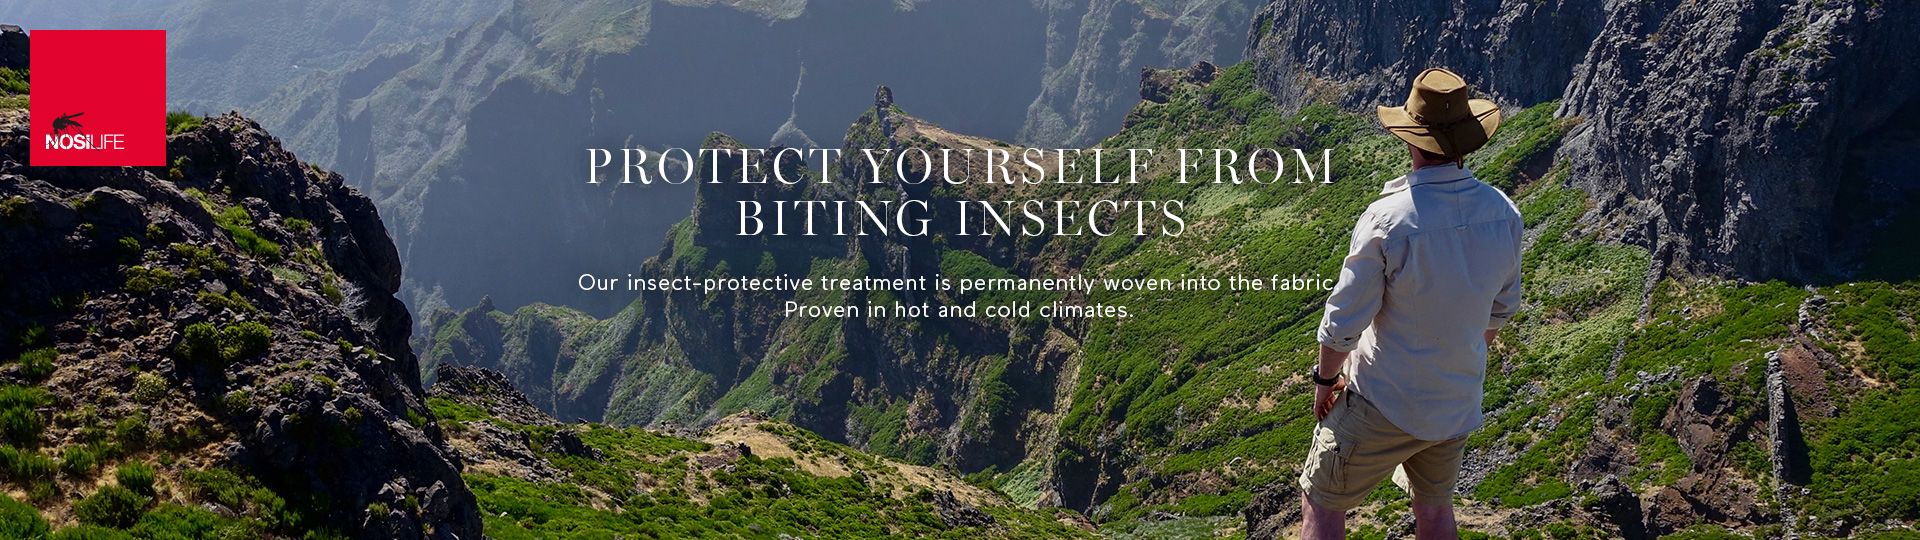 NOSILIFE
PROTECT YOURSELF FROM
BITING INSECTS
Our insect-protective treatment is permanently woven into the fabric.
Proven in hot and cold climates.